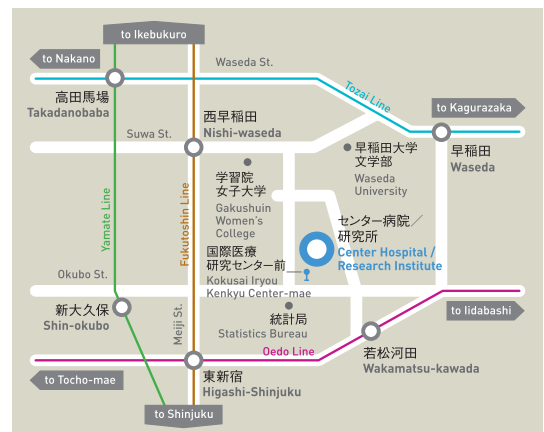 to Ikebukuro
to Nakano
Waseda St.
高田馬場
Takadanobaba
Tozai Line
to Kagurazaka
西早稲田
Nishi-waseda
Suwa St.
早稲田大学
文学部
Waseda
University
早稲田
Waseda
学習院
女子大学
Gakushuin
Women's
College
Yamate Line
Fukutoshin Line
センター病院／
研究所
Center Hospital /
Research Institute
国際医療
研究センター前
Kokusai Iryou
Kenkyu Center-mae
Okubo St.
新大久保
Shin-okubo
Meiji St.
統計局
Statistics Bureau
to Iidabashi
Oedo Line
若松河田
Wakamatsu-kawada
to Tocho-mae
東新宿
Higashi-Shinjuku
to Shinjuku